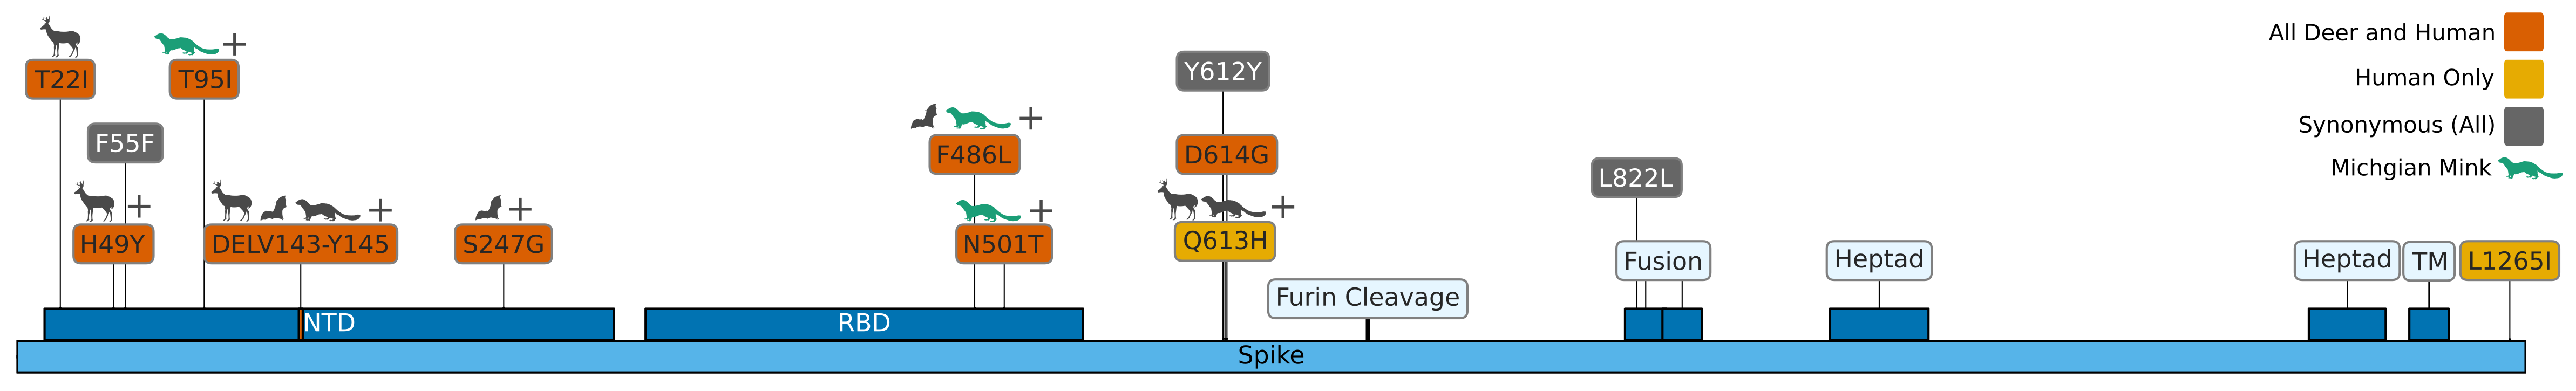 All Deer and Human
Human Only
Synonymous (All)
Michgian Mink
+
T22I
T95I
Y612Y
+
F55F
F486L
D614G
L822L
+
+
+
+
+
H49Y
DELV143-Y145
S247G
N501T
Q613H
Fusion
Heptad
Heptad
TM
L1265I
Furin Cleavage
NTD
RBD
Spike